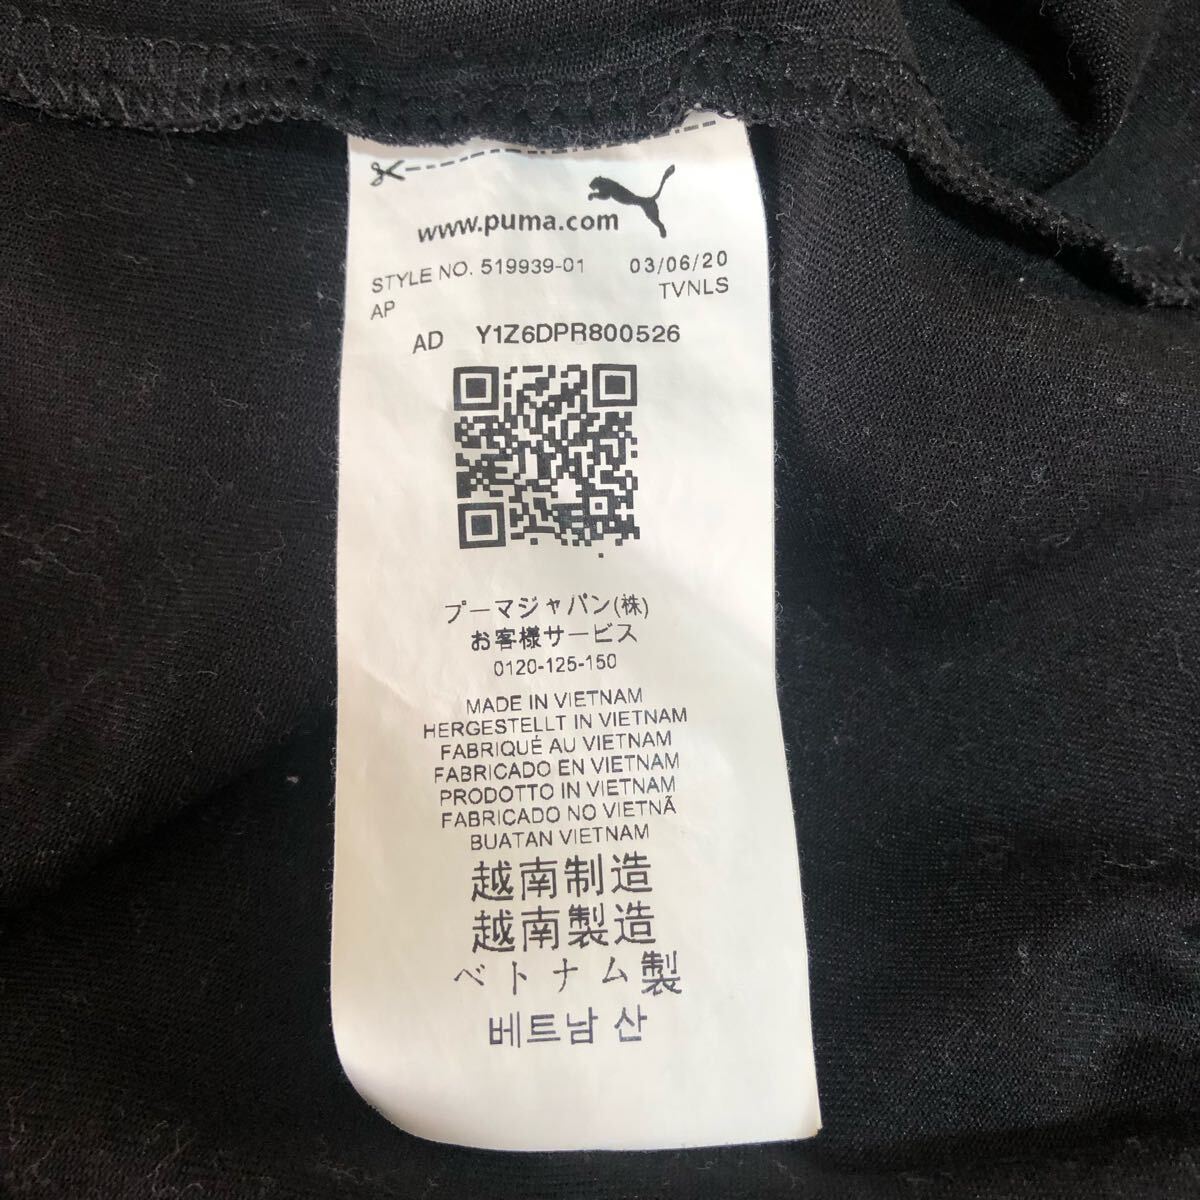 www.puma.com
STYLE NO. 519939-01 03/06/20
AP TVNLS
AD Y1Z6DPR800526
プーマジャパン(株)
お客様サービス
0120-125-150
MADE IN VIETNAM
HERGESTELLT IN VIETNAM
FABRIQUÉ AU VIETNAM
FABRICADO EN VIETNAM
PRODOTTO IN VIETNAM
FABRICADO NO VIETNÃ
BUATAN VIETNAM
越南制造
越南製造
ベトナム製
베트남 산